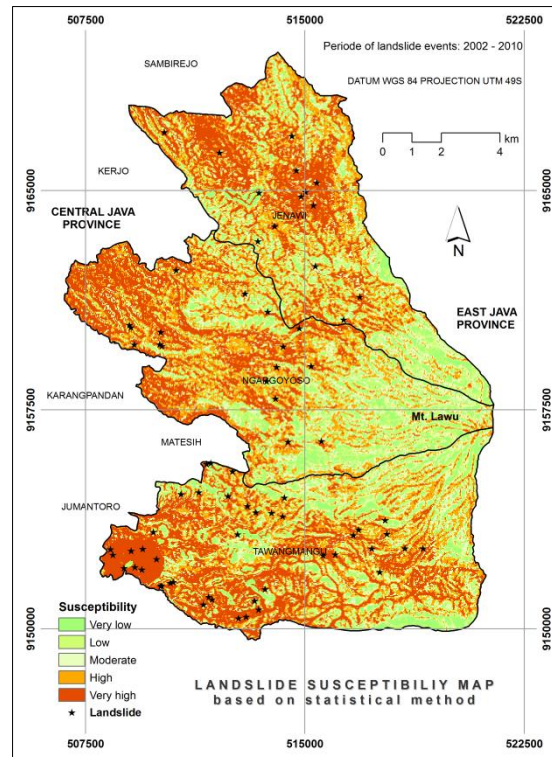 507500
515000
522500
Periode of landslide events: 2002 - 2010
SAMBIREJO
DATUM WGS 84 PROJECTION UTM 49S
0 1 2 4
km
KERJO
9165000
9165000
CENTRAL JAVA
PROVINCE
JENAWI
N
EAST JAVA
PROVINCE
NGARGOYOSO
KARANGPANDAN
9157500
9157500
Mt. Lawu
MATESIH
JUMANTORO
TAWANGMANGU
Susceptibility
9150000
9150000
Very low
Low
Moderate
High
Very high
Landslide
LANDSLIDE SUSCEPTIBILIY MAP
based on statistical method
507500
515000
522500